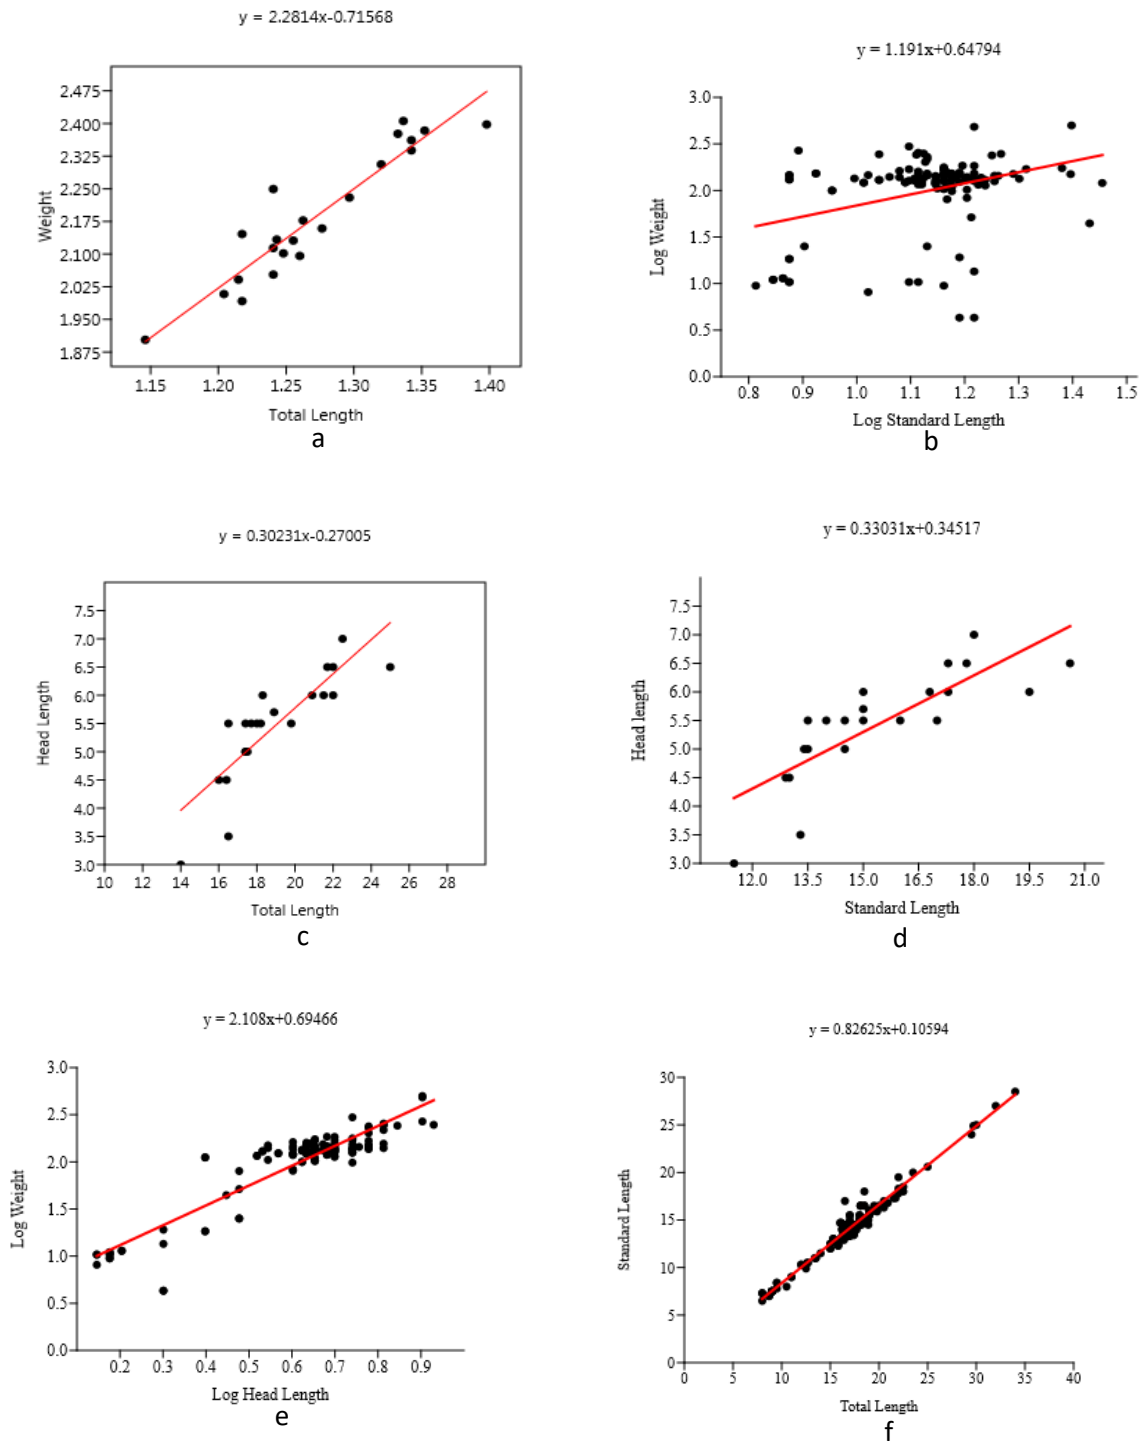 y = 2.2814x-0.71568
2.475
2.400
2.325
2.250
2.175
2.100
2.025
1.950
1.875
Weight
1.15 1.20 1.25 1.30 1.35 1.40
Total Length
a
y = 1.191x+0.64794
3.0
2.5
2.0
1.5
1.0
0.5
0.0
Log Weight
0.8 0.9 1.0 1.1 1.2 1.3 1.4 1.5
Log Standard Length
b
y = 0.30231x-0.27005
7.5
7.0
6.5
6.0
5.5
5.0
4.5
4.0
3.5
3.0
Head Length
10 12 14 16 18 20 22 24 26 28
Total Length
c
y = 0.33031x+0.34517
7.5
7.0
6.5
6.0
5.5
5.0
4.5
4.0
3.5
3.0
Head length
12.0 13.5 15.0 16.5 18.0 19.5 21.0
Standard Length
d
y = 2.108x+0.69466
3.0
2.5
2.0
1.5
1.0
0.5
0.0
Log Weight
0.2 0.3 0.4 0.5 0.6 0.7 0.8 0.9
Log Head Length
e
y = 0.82625x+0.10594
30
25
20
15
10
5
0
Standard Length
0 5 10 15 20 25 30 35 40
Total Length
f